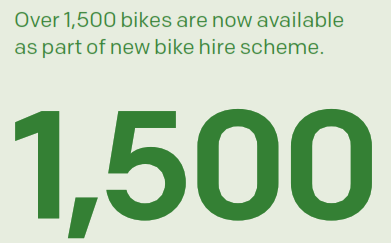 Over 1,500 bikes are now available
as part of new bike hire scheme.
1,500